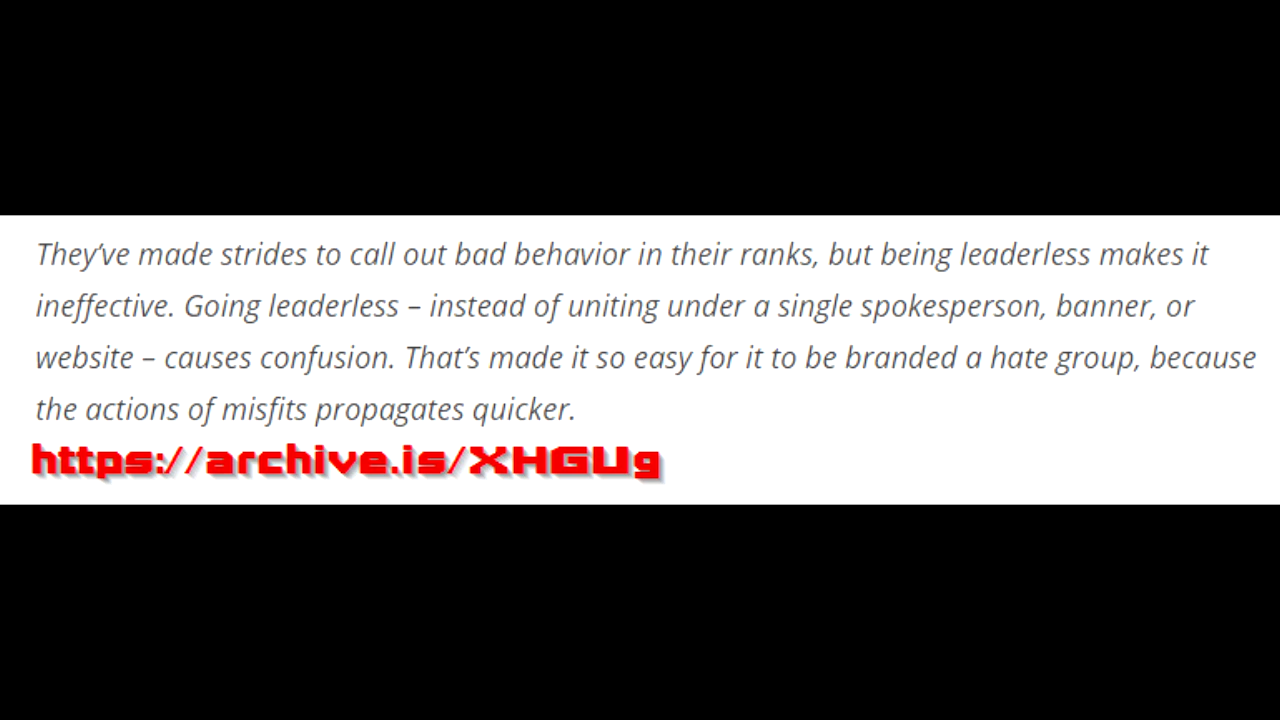 They've made strides to call out bad behavior in their ranks, but being leaderless makes it
ineffective. Going leaderless – instead of uniting under a single spokesperson, banner, or
website – causes confusion. That's made it so easy for it to be branded a hate group, because
the actions of misfits propagates quicker.
https://archive.is/XHGUg